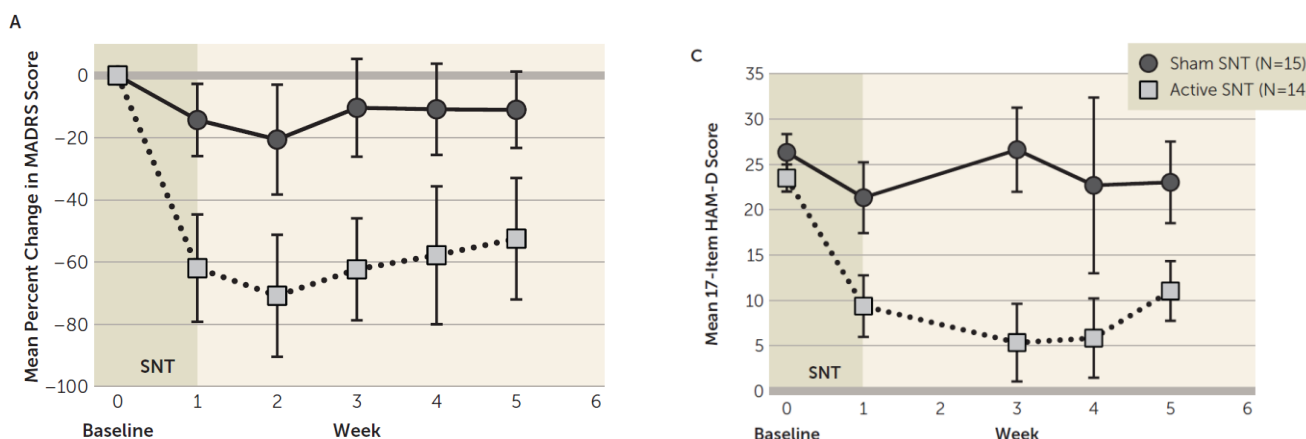 A
Mean Percent Change in MADRS Score
0
−20
−40
−60
−80
−100
SNT
0 1 2 3 4 5 6
Baseline Week
C
Sham SNT (N=15)
Active SNT (N=14
Mean 17-Item HAM-D Score
35
30
25
20
15
10
5
0
SNT
0 1 2 3 4 5 6
Baseline Week